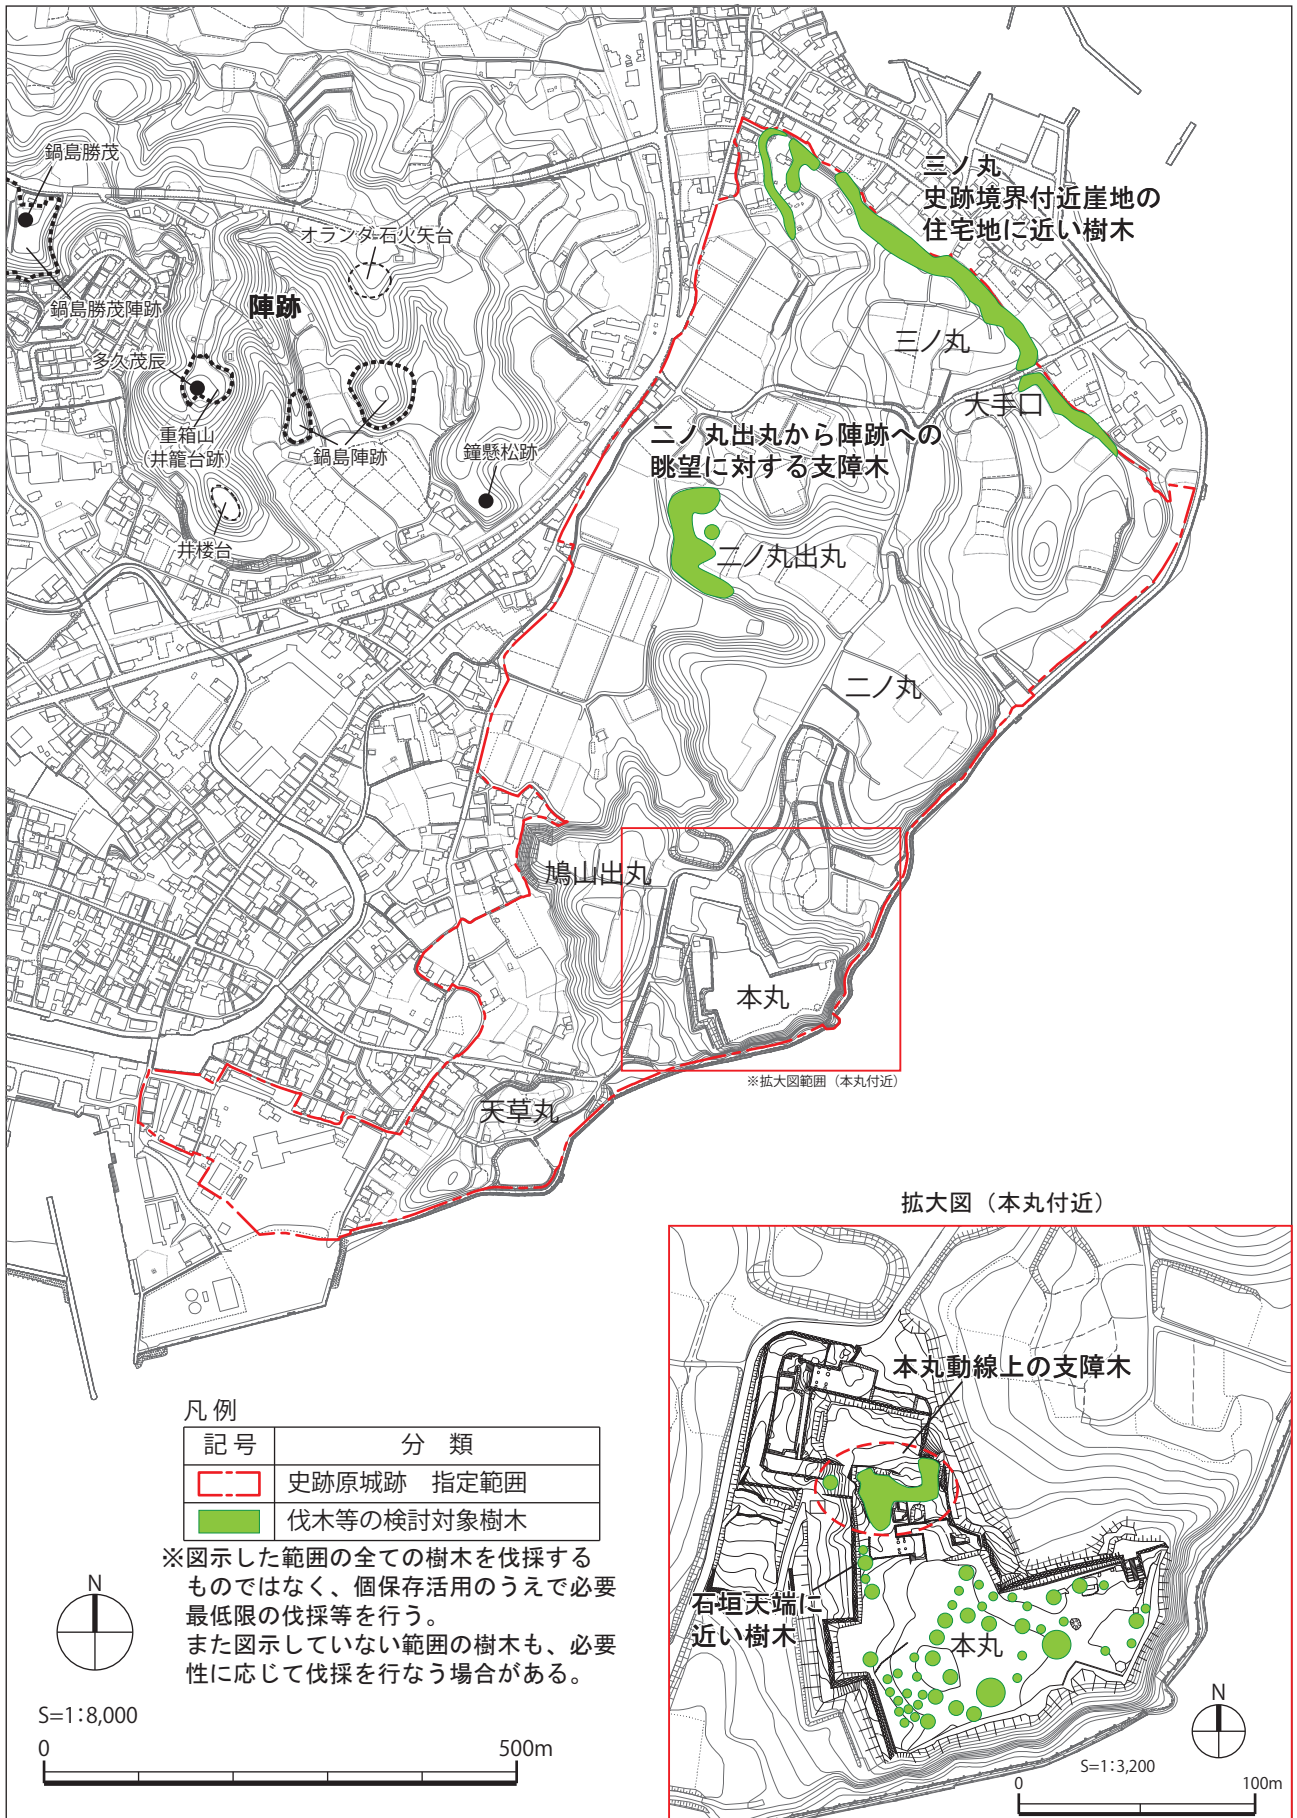 三ノ丸
史跡境界付近崖地の
住宅地に近い樹木
鍋島勝茂
オランダ石火矢台
鍋島勝茂陣跡
陣跡
多久茂辰
三ノ丸
大手口
重箱山
(井籠台跡)
鍋島陣跡
鐘懸松跡
二ノ丸出丸から陣跡への
眺望に対する支障木
井楼台
二ノ丸出丸
二ノ丸
鳩山出丸
本丸
※拡大図範囲(本丸付近)
天草丸
拡大図(本丸付近)
本丸動線上の支障木
石垣天端に
近い樹木
本丸
N
S=1:3,200
0 100m
凡例
記号 分 類
史跡原城跡 指定範囲
伐木等の検討対象樹木
※図示した範囲の全ての樹木を伐採する
ものではなく、個保存活用のうえで必要
最低限の伐採等を行う。
また図示していない範囲の樹木も、必要
性に応じて伐採を行なう場合がある。
N
S=1:8,000
0 500m